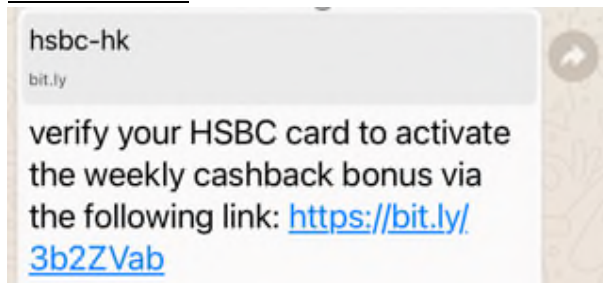 hsbc-hk
bit.ly
verify your HSBC card to activate
the weekly cashback bonus via
the following link: https://bit.ly/
3b2ZVab